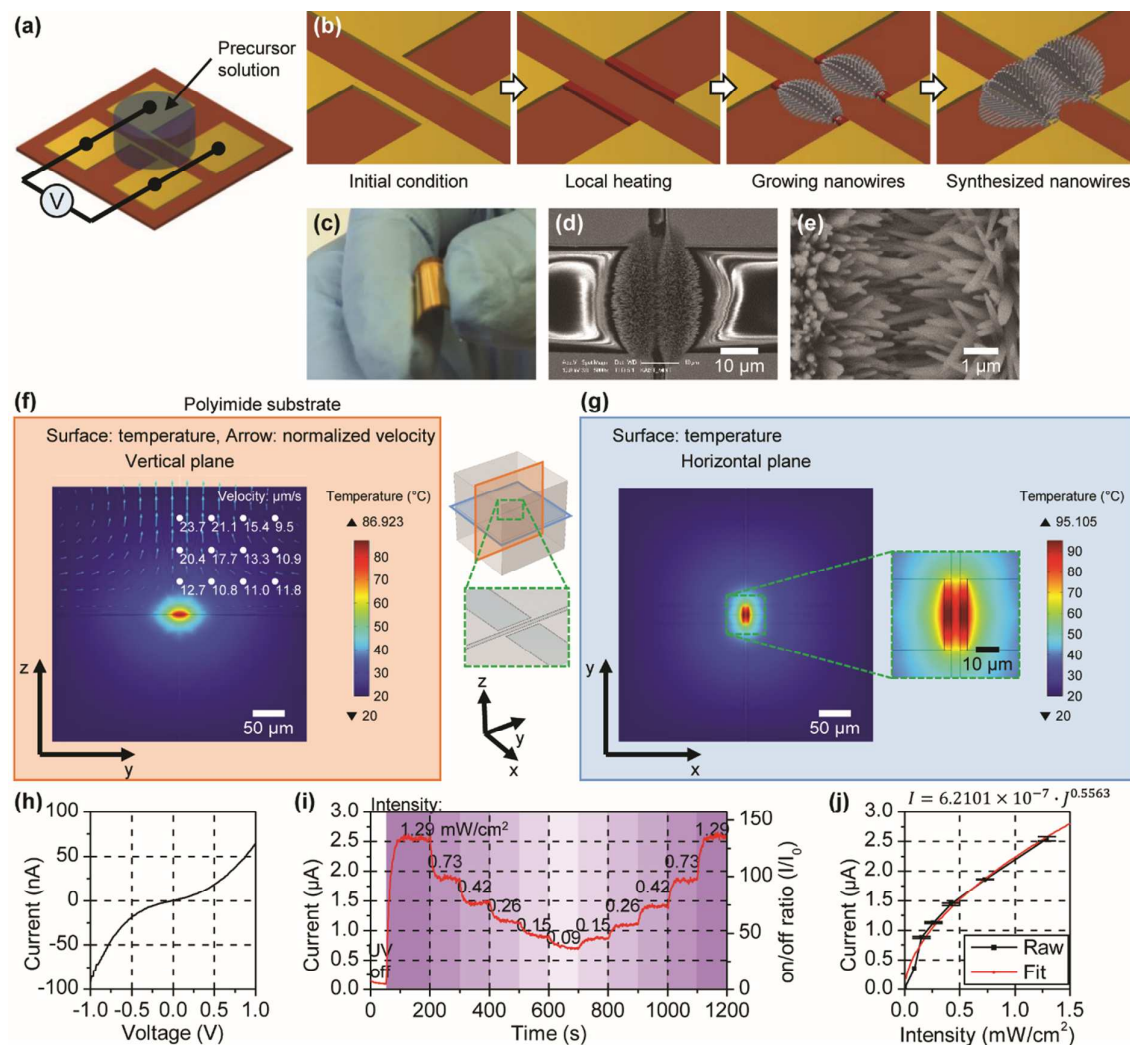 (a)
Precursor
solution
V
(b)
Initial condition
Local heating
Growing nanowires
Synthesized nanowires
(c)
(d)
10 μm
(e)
1 μm
(f)
Polyimide substrate
Surface: temperature, Arrow: normalized velocity
Vertical plane
Velocity: μm/s
23.7 21.1 15.4 9.5
20.4 17.7 13.3 10.9
12.7 10.8 11.0 11.8
Temperature (°C)
▲ 86.923
80
70
60
50
40
30
20
▼ 20
50 μm
z
y
z
y
x
(g)
Surface: temperature
Horizontal plane
Temperature (°C)
▲ 95.105
90
80
70
60
50
40
30
20
▼ 20
10 μm
50 μm
y
x
(h)
Current (nA)
100
50
0
-50
-100
-1.0 -0.5 0.0 0.5 1.0
Voltage (V)
(i)
Intensity:
1.29 mW/cm²
0.73
0.42
0.26
0.15
0.09
0.15
0.26
0.42
0.73
1.29
UV
off
Current (μA)
3.0
2.5
2.0
1.5
1.0
0.5
0.0
0 200 400 600 800 1000 1200
Time (s)
on/off ratio (I/I₀)
150
100
50
0
(j)
I = 6.2101 × 10⁻⁷ · J⁰·⁵⁵⁶³
Current (μA)
3.0
2.5
2.0
1.5
1.0
0.5
0.0
Raw
Fit
0.0 0.5 1.0 1.5
Intensity (mW/cm²)